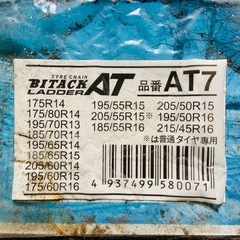 TYRE CHAIN
BITACK AT
LADDER
品番 AT7
175R14
175/80R14
195/70R13
185/70R14
195/65R14
185/65R15
205/60R14
195/60R15
175/60R16
195/55R15
205/55R15※
185/55R16
205/50R15
195/50R16
215/45R16
※は普通タイヤ専用
4 937499 580071